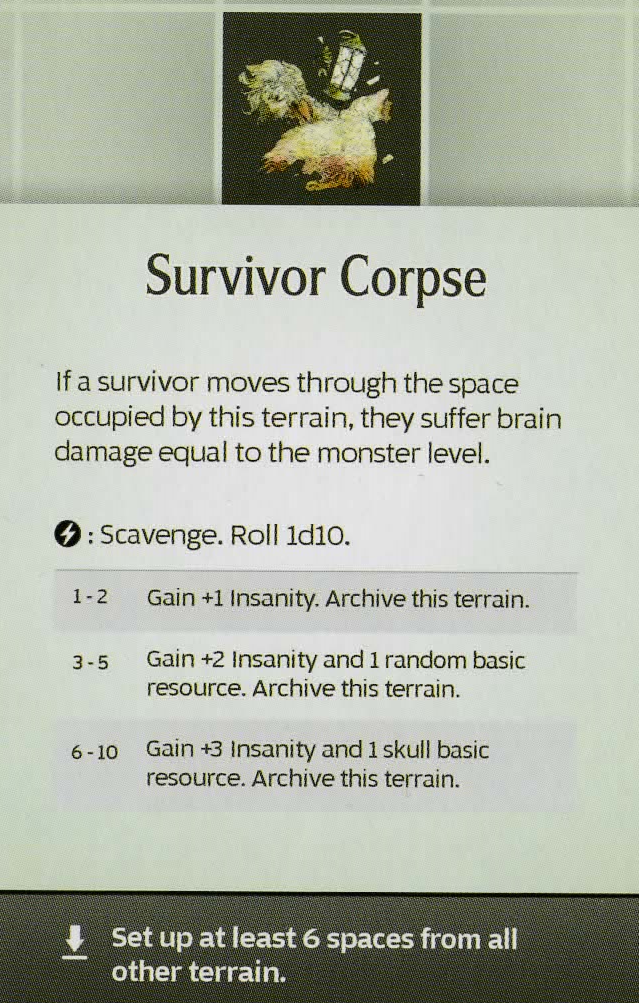 Survivor Corpse
If a survivor moves through the space
occupied by this terrain, they suffer brain
damage equal to the monster level.
: Scavenge. Roll 1d10.
1-2 Gain +1 Insanity. Archive this terrain.
3-5 Gain +2 Insanity and 1 random basic
resource. Archive this terrain.
6-10 Gain +3 Insanity and 1 skull basic
resource. Archive this terrain.
Set up at least 6 spaces from all
other terrain.